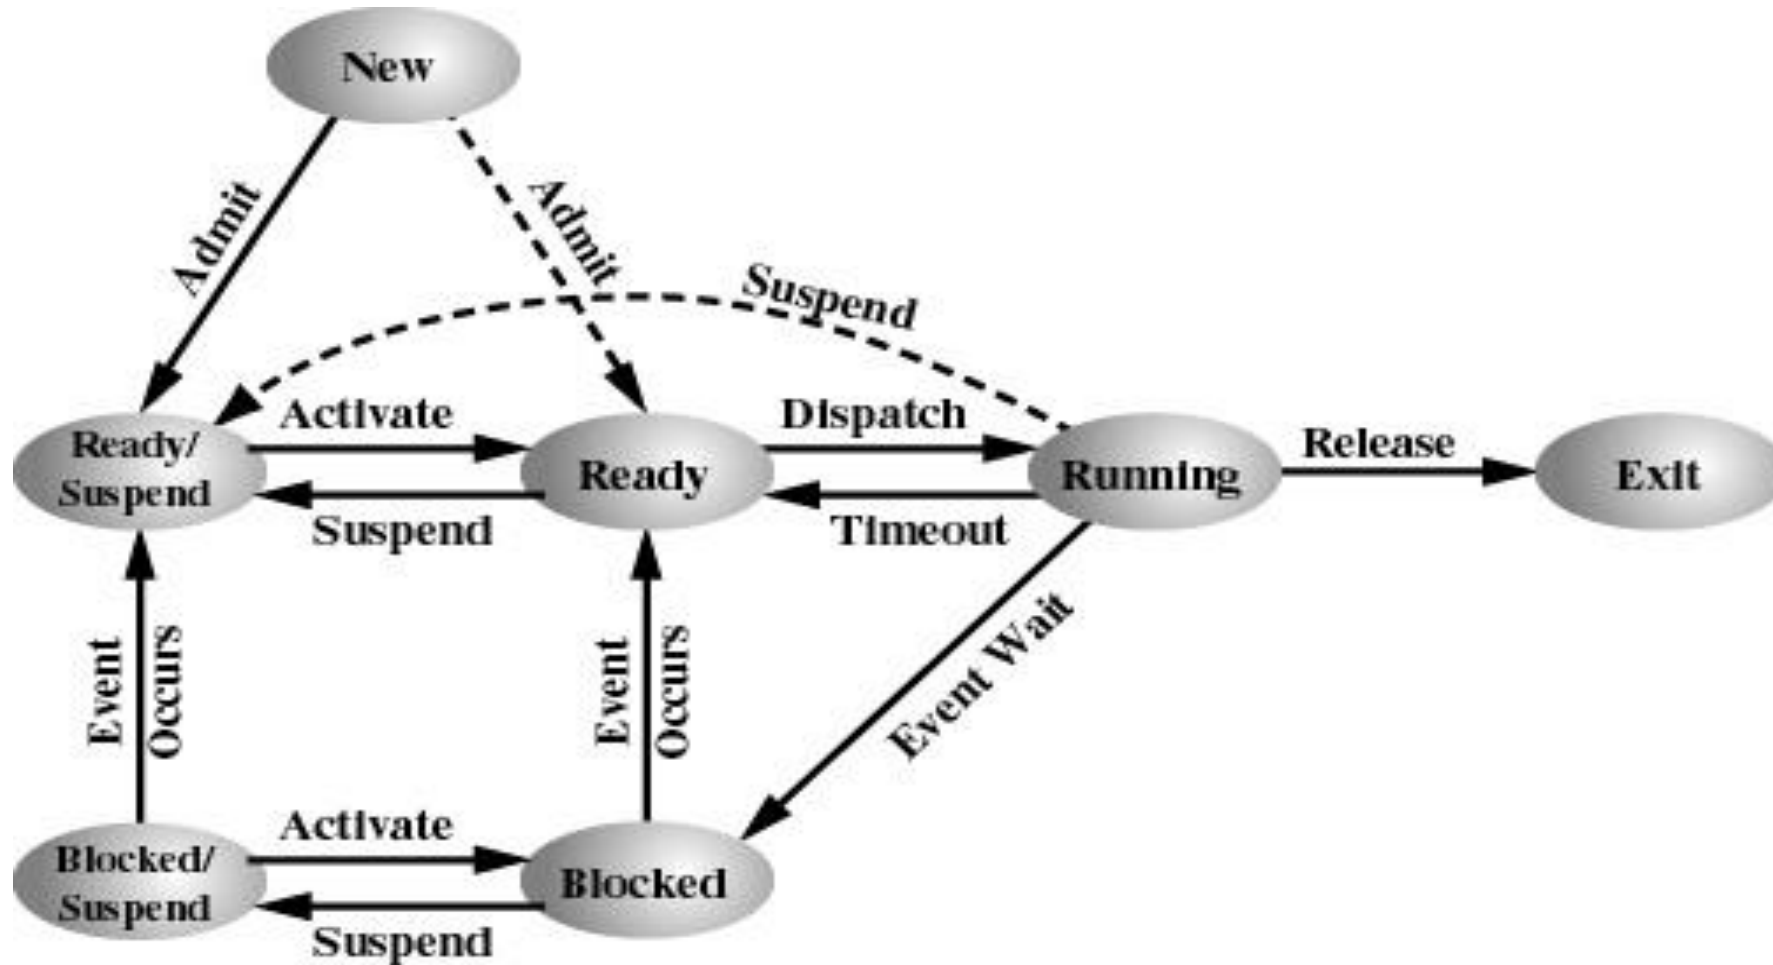 New
Admit
Admit
Suspend
Ready/
Suspend
Activate
Suspend
Ready
Dispatch
Timeout
Running
Release
Exit
Event
Occurs
Event
Occurs
Event Wait
Blocked/
Suspend
Activate
Suspend
Blocked